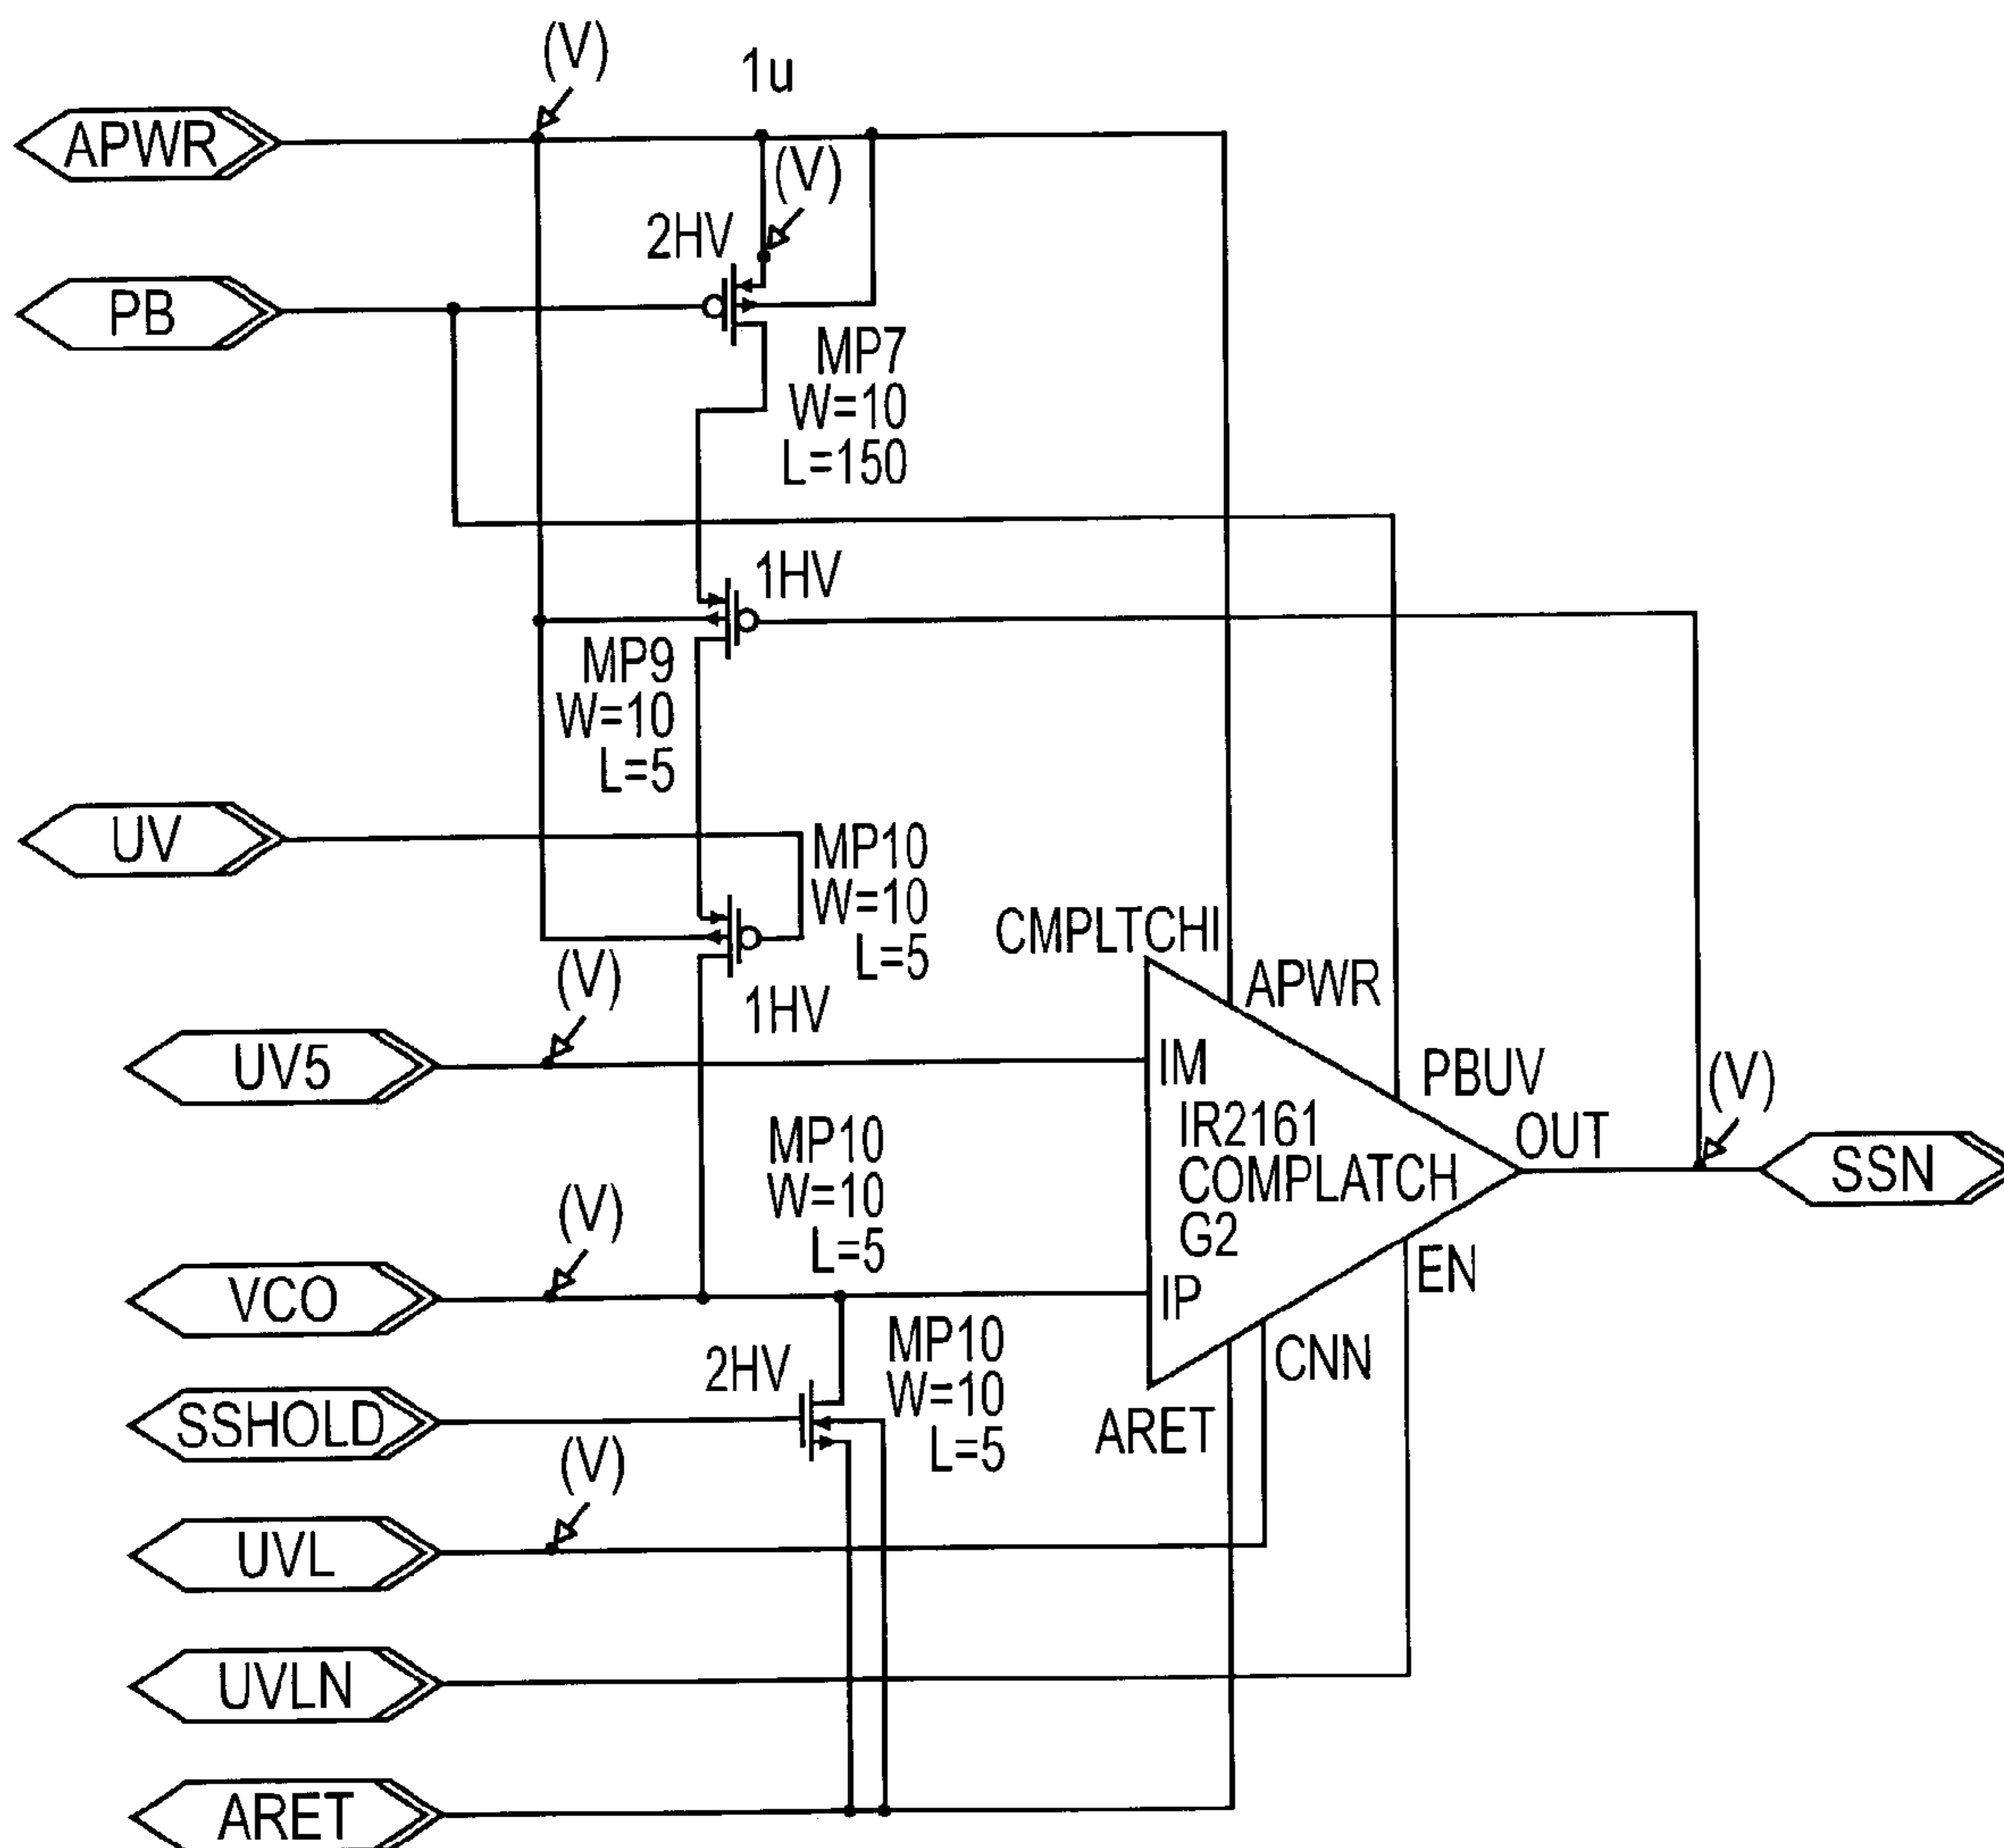 (V)
1u
APWR
(V)
2HV
PB
MP7
W=10
L=150
1HV
MP9
W=10
L=5
UV
MP10
W=10
L=5
CMPLTCHI
(V)
APWR
1HV
UV5
IM
PBUV
(V)
IR2161
COMPLATCH
G2
OUT
SSN
MP10
W=10
L=5
(V)
VCO
IP
EN
2HV
MP10
W=10
L=5
CNN
SSHOLD
ARET
(V)
UVL
UVLN
ARET